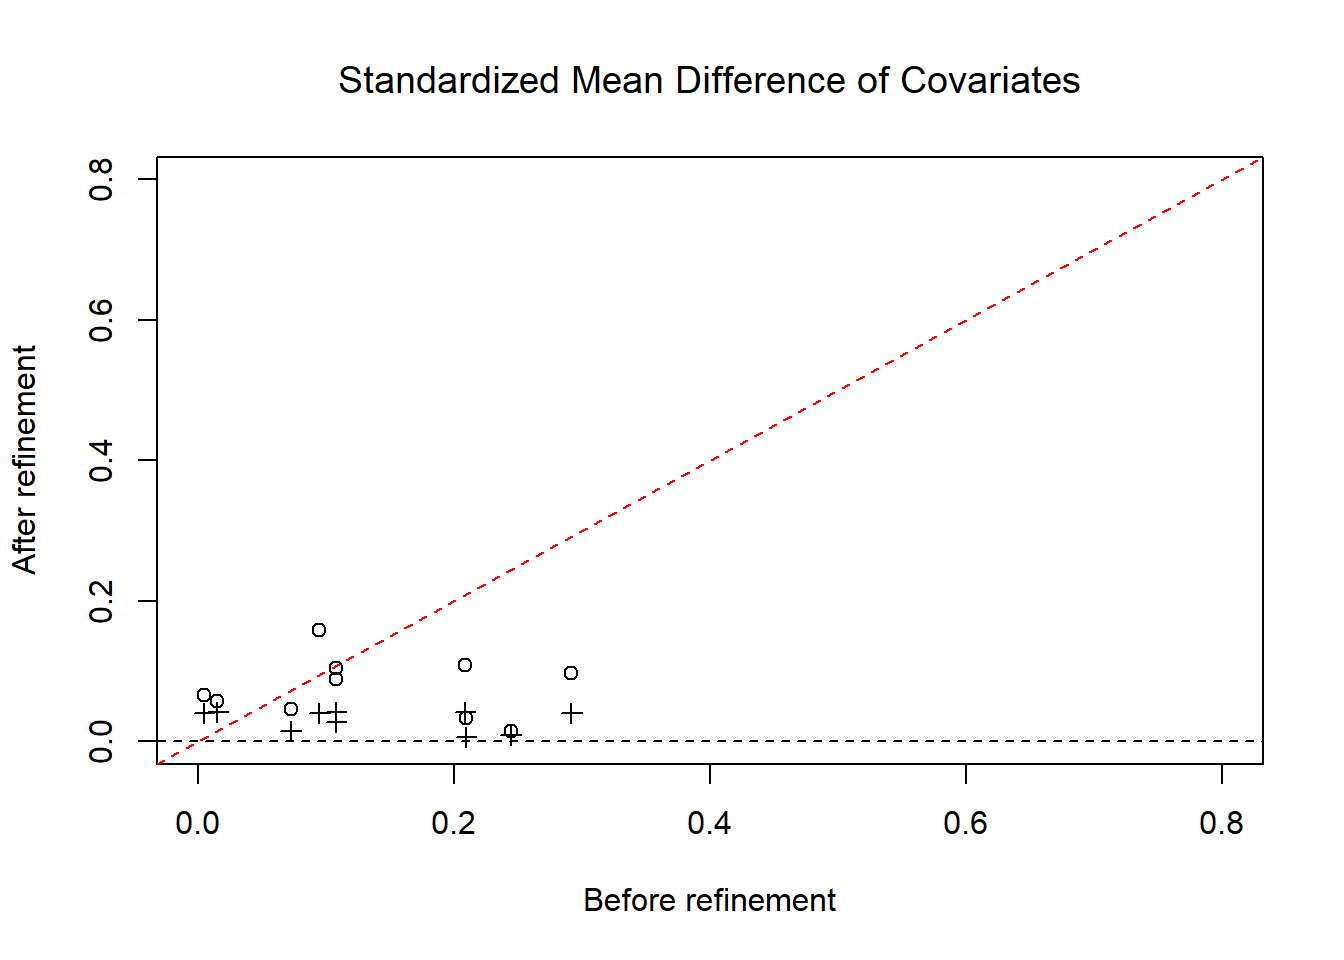 Standardized Mean Difference of Covariates
After refinement
0.8
0.6
0.4
0.2
0.0
0.0 0.2 0.4 0.6 0.8
Before refinement